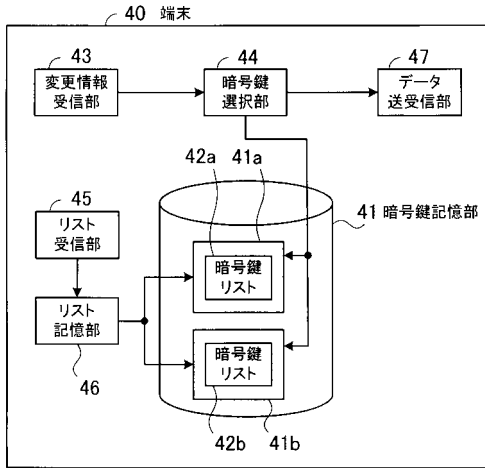 40 端末
43
変更情報
受信部
44
暗号鍵
選択部
47
データ
送受信部
42a
41a
45
リスト
受信部
41 暗号鍵記憶部
暗号鍵
リスト
リスト
記憶部
46
暗号鍵
リスト
42b
41b